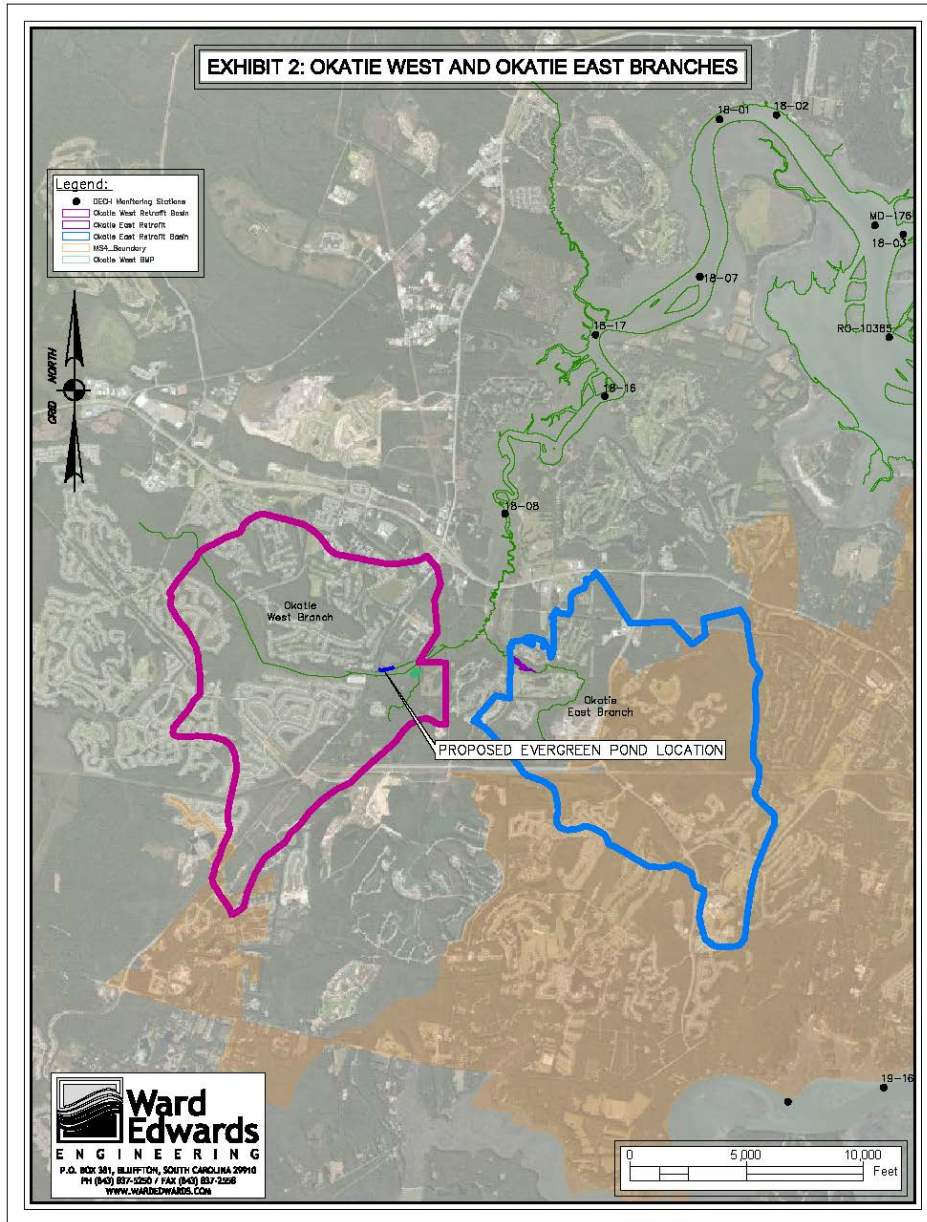 EXHIBIT 2: OKATIE WEST AND OKATIE EAST BRANCHES
18-01
18-02
Legend:
DECH Monitoring Stations
Okatie West Retrofit Basin
Okatie East Retrofit
Okatie East Retrofit Basin
MS4_Boundary
Okatie West BMP
MD-176
18-03
18-07
18-17
RO-10385
GRID NORTH
18-16
18-08
Okatie
West Branch
Okatie
East Branch
PROPOSED EVERGREEN POND LOCATION
19-16
Ward
Edwards
ENGINEERING
P.O. BOX 381, BLUFFTON, SOUTH CAROLINA 29910
PH (843) 837-5250 / FAX (843) 837-2558
WWW.WARDEDWARDS.COM
0 5,000 10,000
Feet